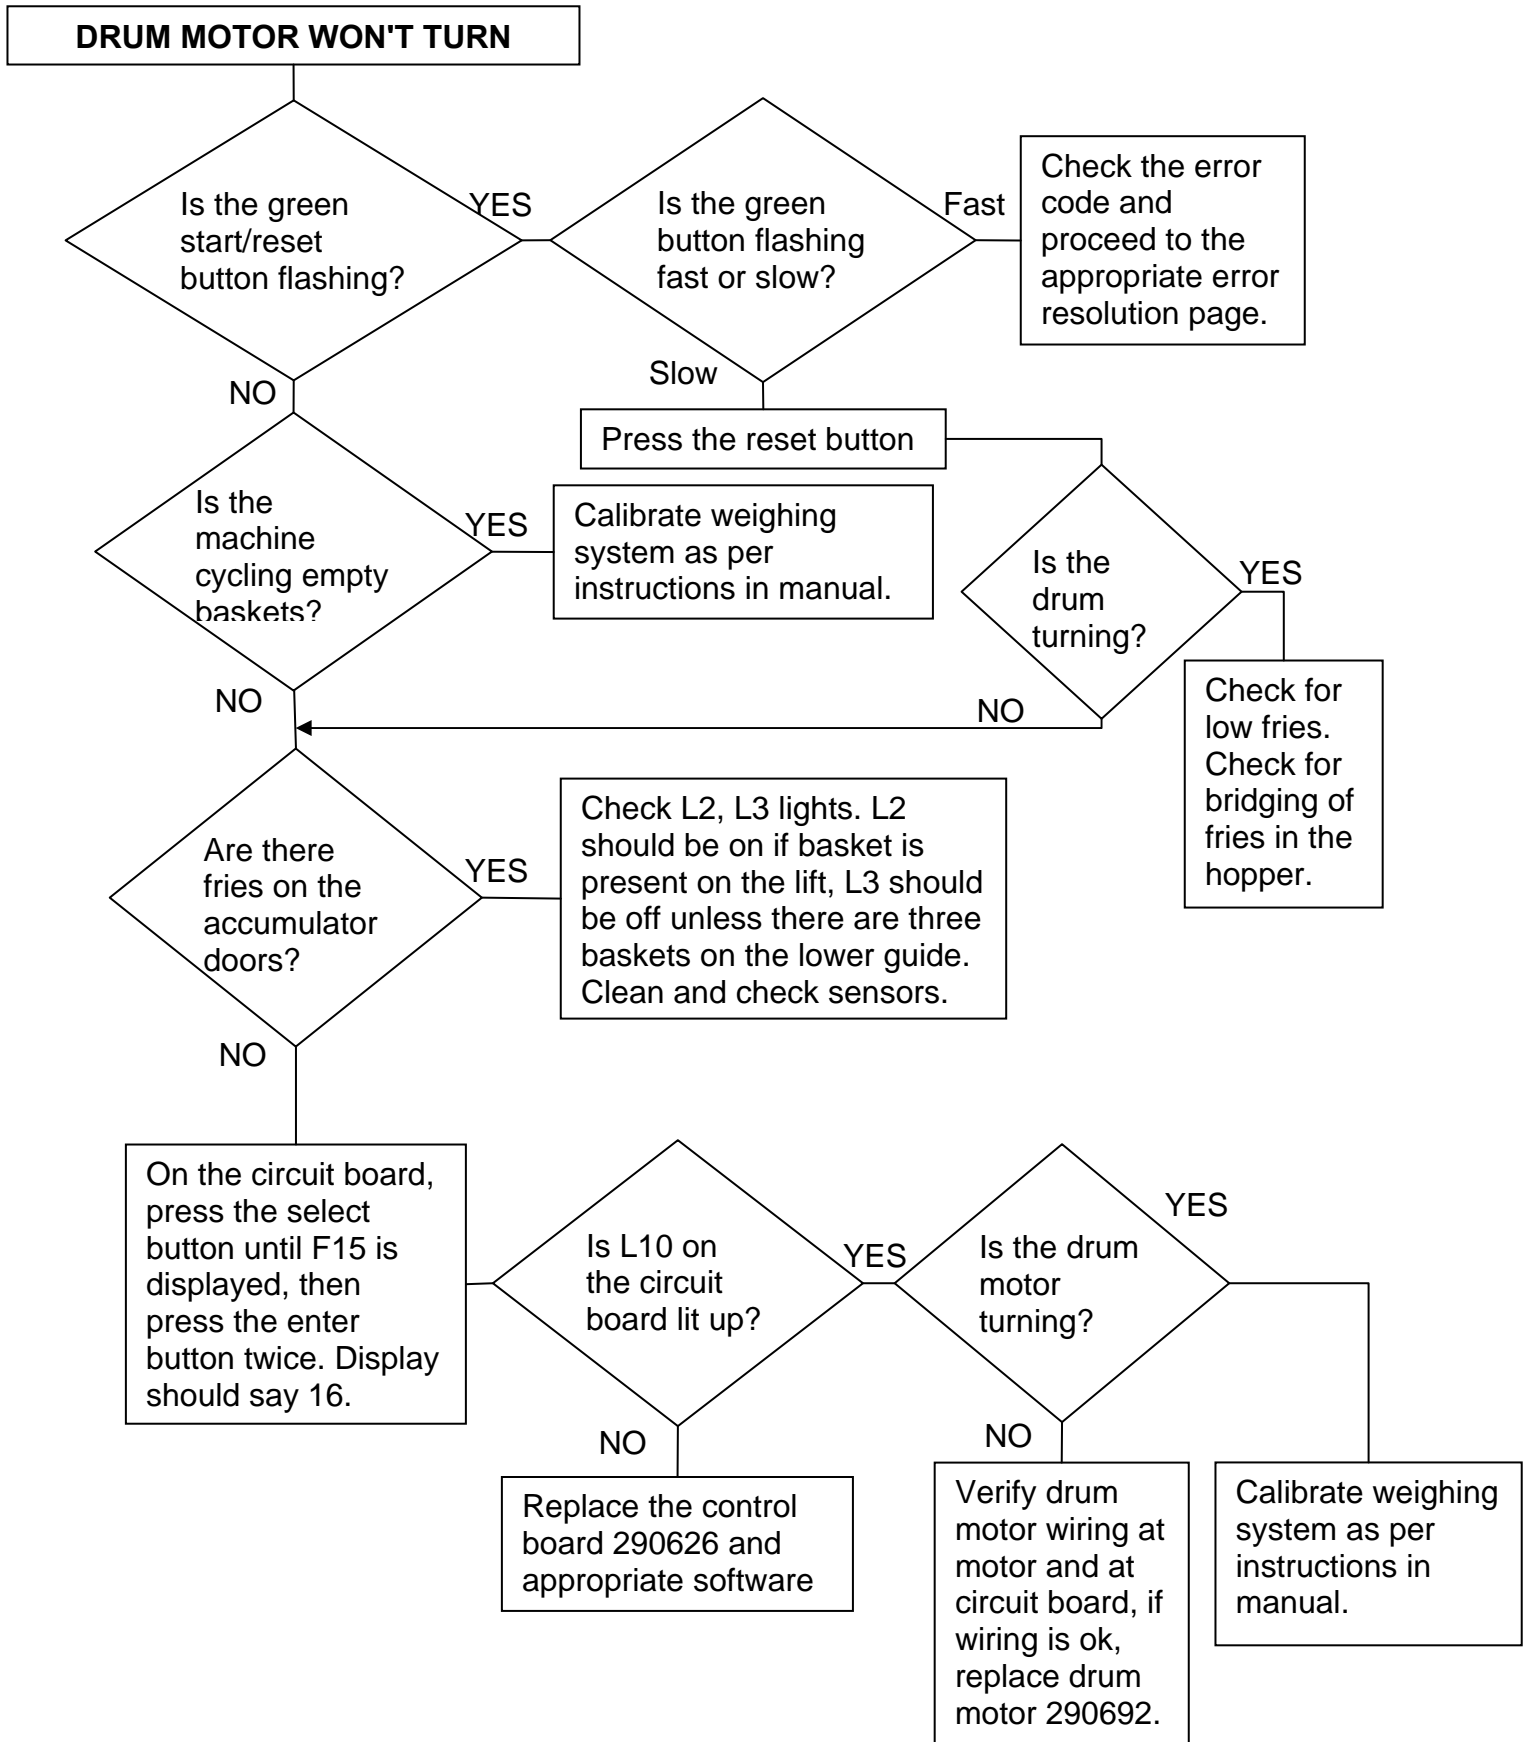 DRUM MOTOR WON'T TURN
Is the green
start/reset
button flashing?
YES
Is the green
button flashing
fast or slow?
Fast
Check the error
code and
proceed to the
appropriate error
resolution page.
NO
Slow
Press the reset button
Is the
machine
cycling empty
baskets?
YES
Calibrate weighing
system as per
instructions in manual.
Is the
drum
turning?
YES
Check for
low fries.
Check for
bridging of
fries in the
hopper.
NO
NO
Are there
fries on the
accumulator
doors?
YES
Check L2, L3 lights. L2
should be on if basket is
present on the lift, L3 should
be off unless there are three
baskets on the lower guide.
Clean and check sensors.
NO
On the circuit board,
press the select
button until F15 is
displayed, then
press the enter
button twice. Display
should say 16.
Is L10 on
the circuit
board lit up?
YES
Is the drum
motor
turning?
YES
NO
Replace the control
board 290626 and
appropriate software
NO
Verify drum
motor wiring at
motor and at
circuit board, if
wiring is ok,
replace drum
motor 290692.
Calibrate weighing
system as per
instructions in
manual.